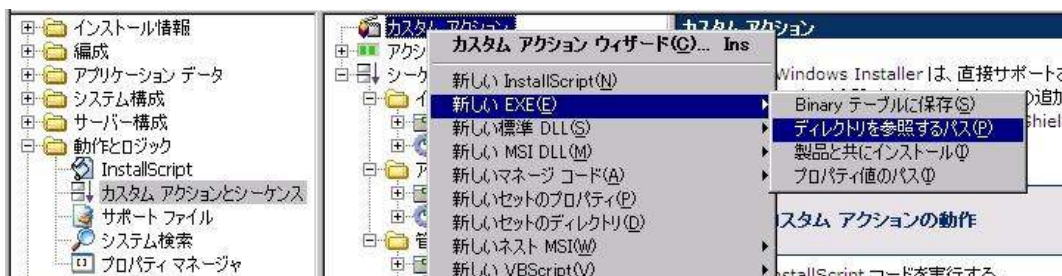 インストール情報
編成
アプリケーション データ
システム構成
サーバー構成
動作とロジック
InstallScript
カスタム アクションとシーケンス
サポート ファイル
システム検索
プロパティ マネージャ
カスタム アクション
アクシ
シーケ
カスタム アクション ウィザード(C)... Ins
新しい InstallScript(N)
新しい EXE(E)
新しい標準 DLL(S)
新しい MSI DLL(M)
新しいマネージ コード(A)
新しいセットのプロパティ(P)
新しいセットのディレクトリ(D)
新しいネスト MSI(W)
新しい VBScript(V)
Binary テーブルに保存(S)
ディレクトリを参照するパス(P)
製品と共にインストール(I)
プロパティ値のパス(I)
カスタム アクション
Windows Installer は、直接サポート
の追加
Shiel
カスタム アクションの動作
nstallScript コードを実行する